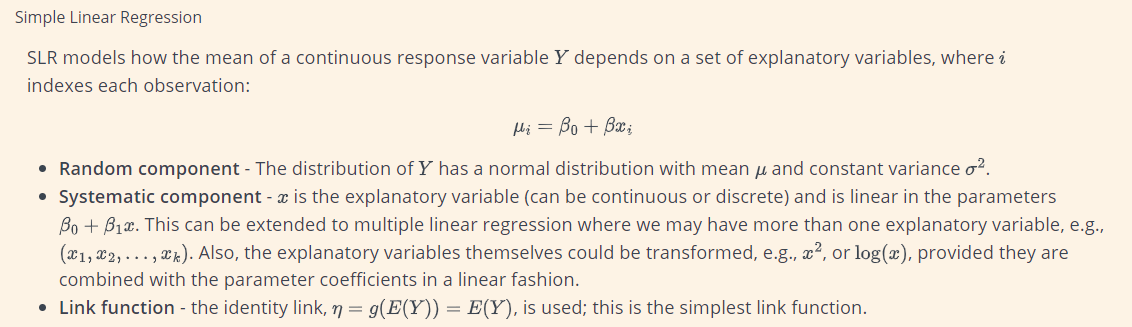 Simple Linear Regression
SLR models how the mean of a continuous response variable Y depends on a set of explanatory variables, where i
indexes each observation:
μᵢ = β₀ + βxᵢ
• Random component - The distribution of Y has a normal distribution with mean μ and constant variance σ².
• Systematic component - x is the explanatory variable (can be continuous or discrete) and is linear in the parameters
β₀ + β₁x. This can be extended to multiple linear regression where we may have more than one explanatory variable, e.g.,
(x₁, x₂, . . . , xₖ). Also, the explanatory variables themselves could be transformed, e.g., x², or log(x), provided they are
combined with the parameter coefficients in a linear fashion.
• Link function - the identity link, η = g(E(Y)) = E(Y), is used; this is the simplest link function.